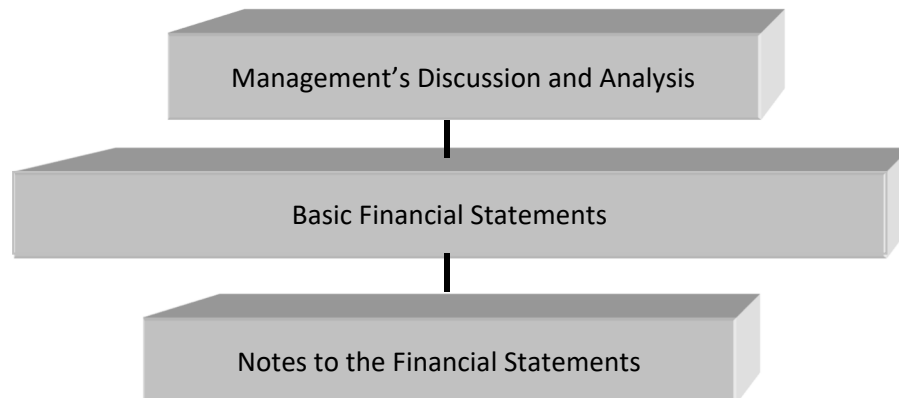 Management’s Discussion and Analysis
Basic Financial Statements
Notes to the Financial Statements